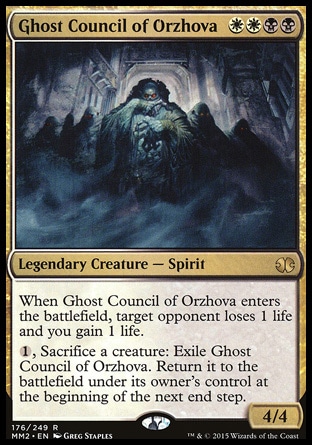 Ghost Council of Orzhova
Legendary Creature — Spirit
When Ghost Council of Orzhova enters
the battlefield, target opponent loses 1 life
and you gain 1 life.
1, Sacrifice a creature: Exile Ghost
Council of Orzhova. Return it to the
battlefield under its owner's control at
the beginning of the next end step.
4/4
176/249 R
MM2 • EN GREG STAPLES
™ & © 2015 Wizards of the Coast